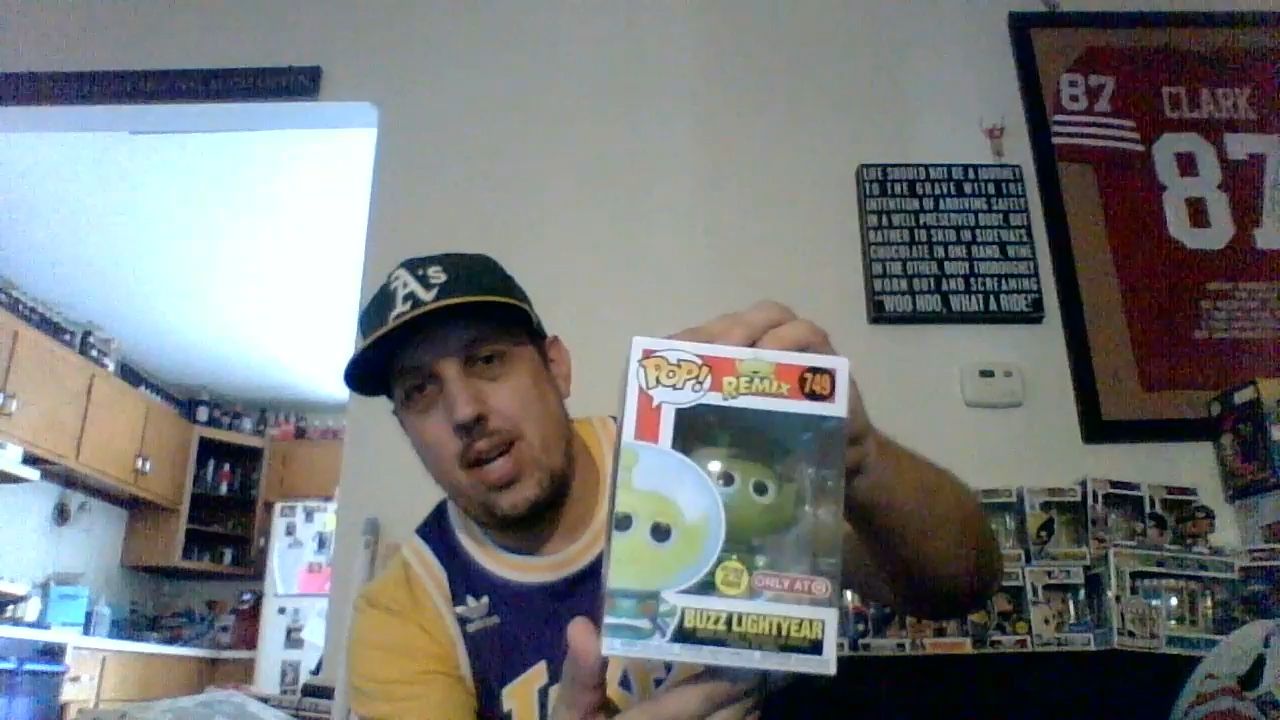 87
CLARK
87
LIFE SHOULD NOT BE A JOURNEY
TO THE GRAVE WITH THE
INTENTION OF ARRIVING SAFELY
IN A WELL PRESERVED BODY, BUT
RATHER TO SKID IN SIDEWAYS,
CHOCOLATE IN ONE HAND, WINE
IN THE OTHER, BODY THOROUGHLY
WORN OUT AND SCREAMING
"WOO HOO, WHAT A RIDE!"
A's
POP!
REMIX
749
ONLY AT
BUZZ LIGHTYEAR